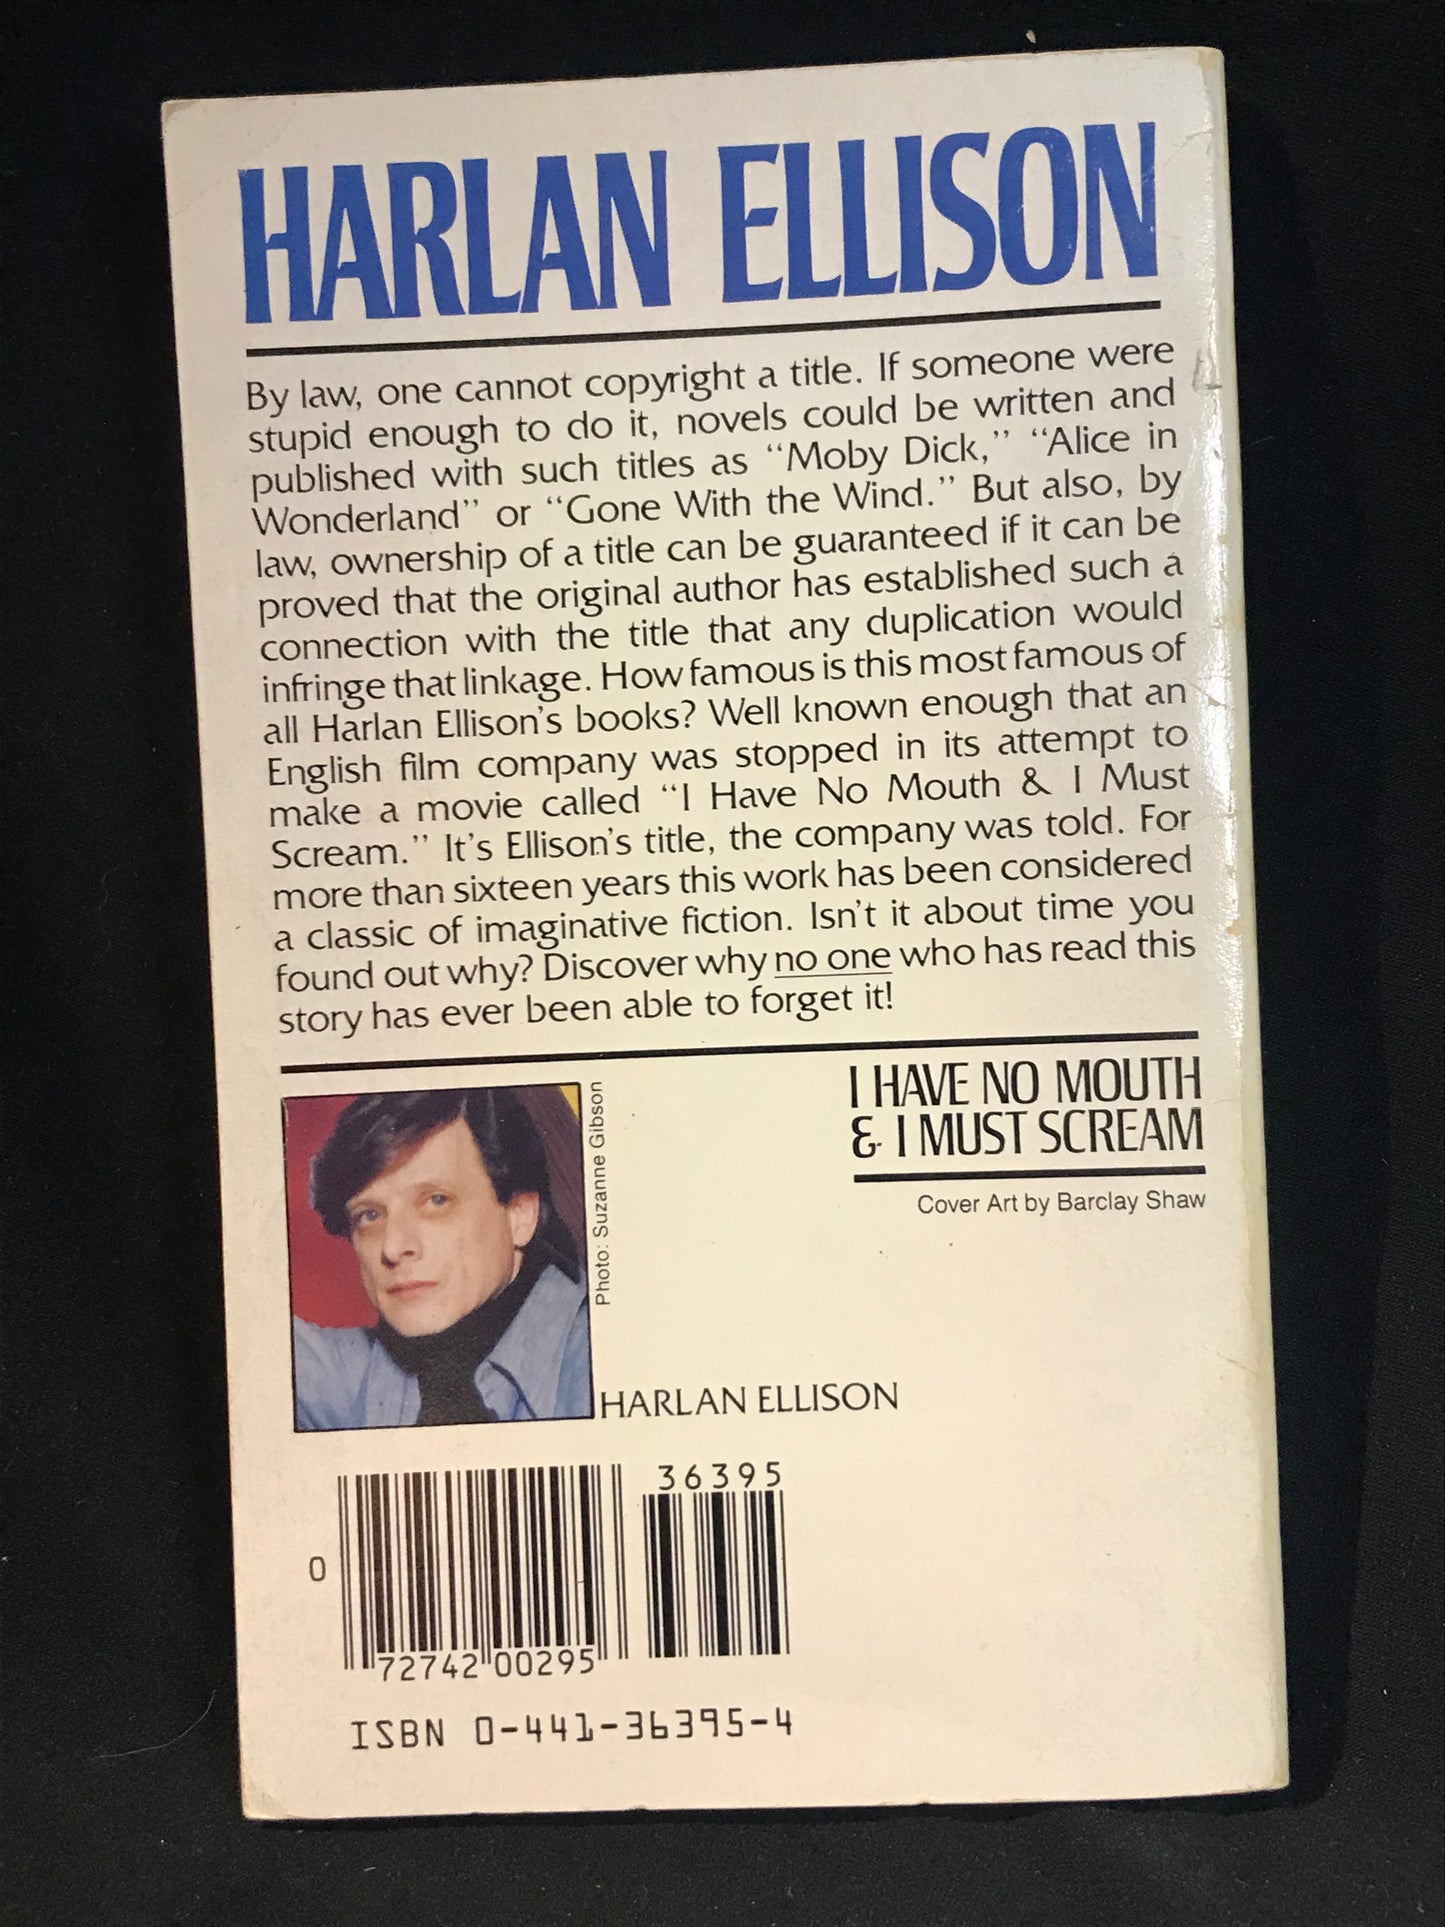 HARLAN ELLISON
By law, one cannot copyright a title. If someone were
stupid enough to do it, novels could be written and
published with such titles as "Moby Dick," "Alice in
Wonderland" or "Gone With the Wind." But also, by
law, ownership of a title can be guaranteed if it can be
proved that the original author has established such a
connection with the title that any duplication would
infringe that linkage. How famous is this most famous of
all Harlan Ellison's books? Well known enough that an
English film company was stopped in its attempt to
make a movie called "I Have No Mouth & I Must
Scream." It's Ellison's title, the company was told. For
more than sixteen years this work has been considered
a classic of imaginative fiction. Isn't it about time you
found out why? Discover why no one who has read this
story has ever been able to forget it!
I HAVE NO MOUTH
& I MUST SCREAM
Cover Art by Barclay Shaw
Photo: Suzanne Gibson
HARLAN ELLISON
36395
0
72742 00295
ISBN 0-441-36395-4